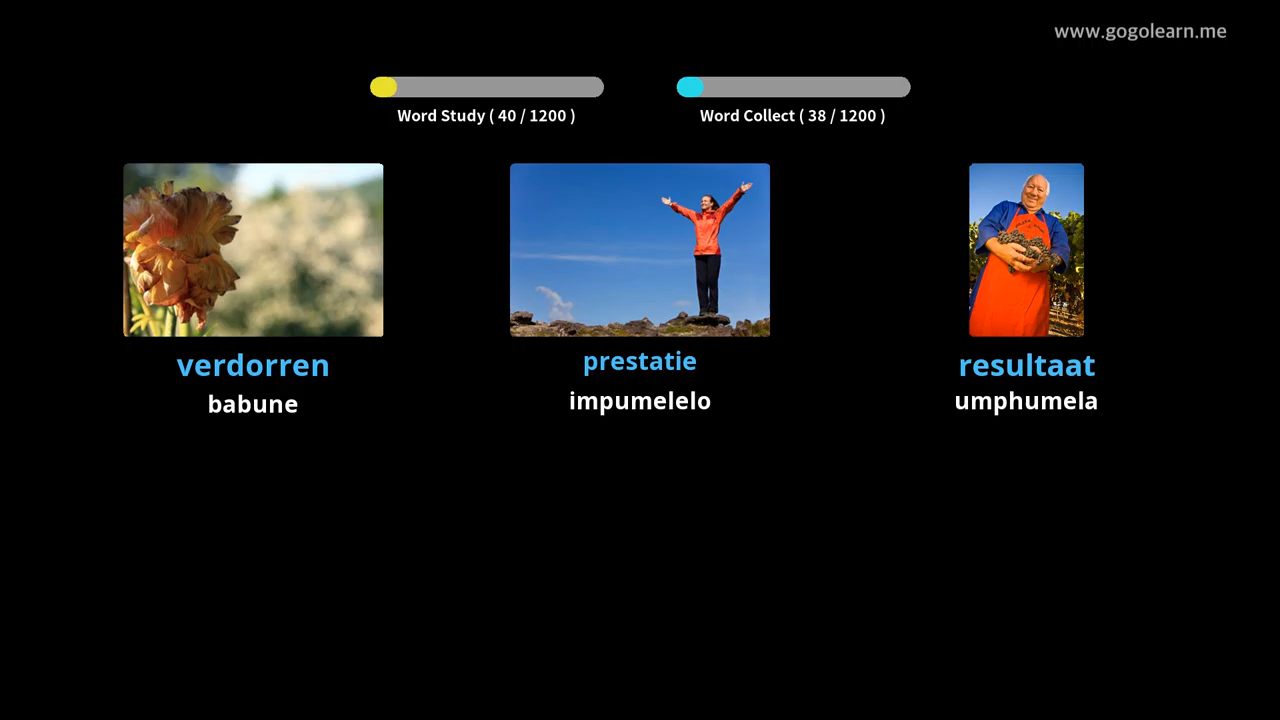 www.gogolearn.me
Word Study ( 40 / 1200 )
Word Collect ( 38 / 1200 )
verdorren
babune
prestatie
impumelelo
resultaat
umphumela